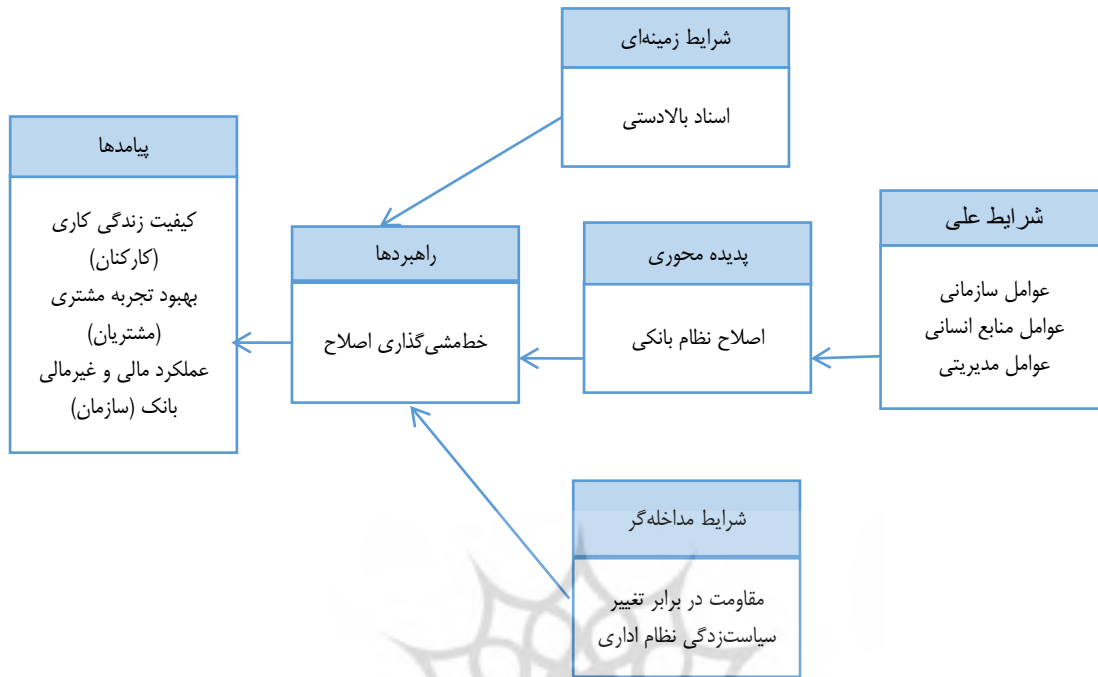 شرایط زمینه‌ای
اسناد بالادستی
شرایط علی
عوامل سازمانی
عوامل منابع انسانی
عوامل مدیریتی
پدیده محوری
اصلاح نظام بانکی
راهبردها
خط‌مشی‌گذاری اصلاح
پیامدها
کیفیت زندگی کاری
(کارکنان)
بهبود تجربه مشتری
(مشتریان)
عملکرد مالی و غیرمالی
بانک (سازمان)
شرایط مداخله‌گر
مقاومت در برابر تغییر
سیاست‌زدگی نظام اداری